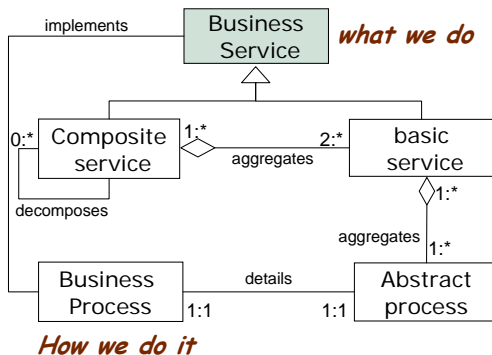 implements
Business
Service
what we do
0:*
Composite
service
1:*
aggregates
2:*
basic
service
decomposes
1:*
aggregates
1:*
Business
Process
details
1:1
1:1
Abstract
process
How we do it